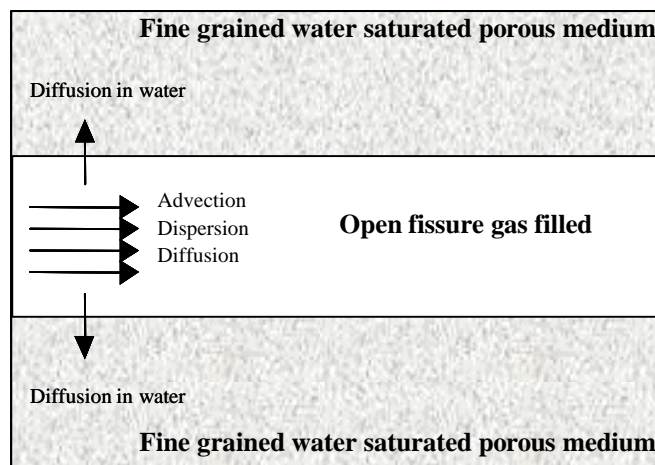 Fine grained water saturated porous medium
Diffusion in water
Advection
Dispersion
Diffusion
Open fissure gas filled
Diffusion in water
Fine grained water saturated porous medium